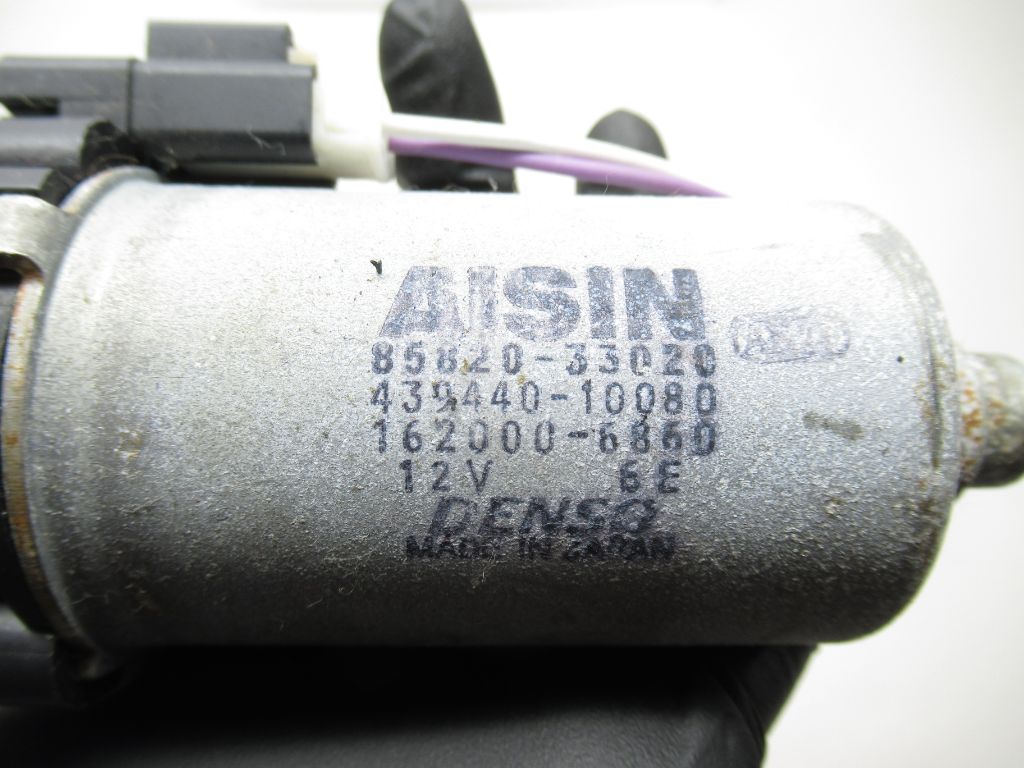 AISIN
85820-33020
439440-10080
162000-6860
12V 6E
DENSO
MADE IN JAPAN